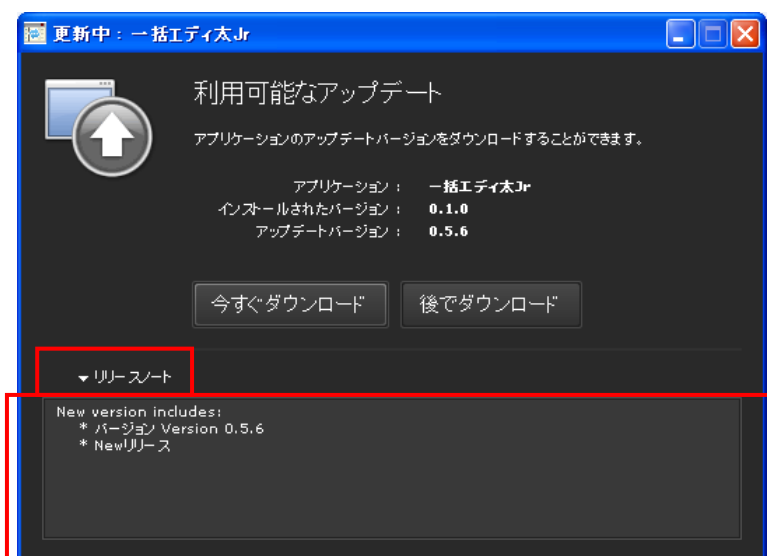 更新中：一括エディ太Jr
利用可能なアップデート
アプリケーションのアップデートバージョンをダウンロードすることができます。
アプリケーション： 一括エディ太Jr
インストールされたバージョン： 0.1.0
アップデートバージョン： 0.5.6
今すぐダウンロード 後でダウンロード
リリースノート
New version includes:
* バージョン Version 0.5.6
* Newリリース